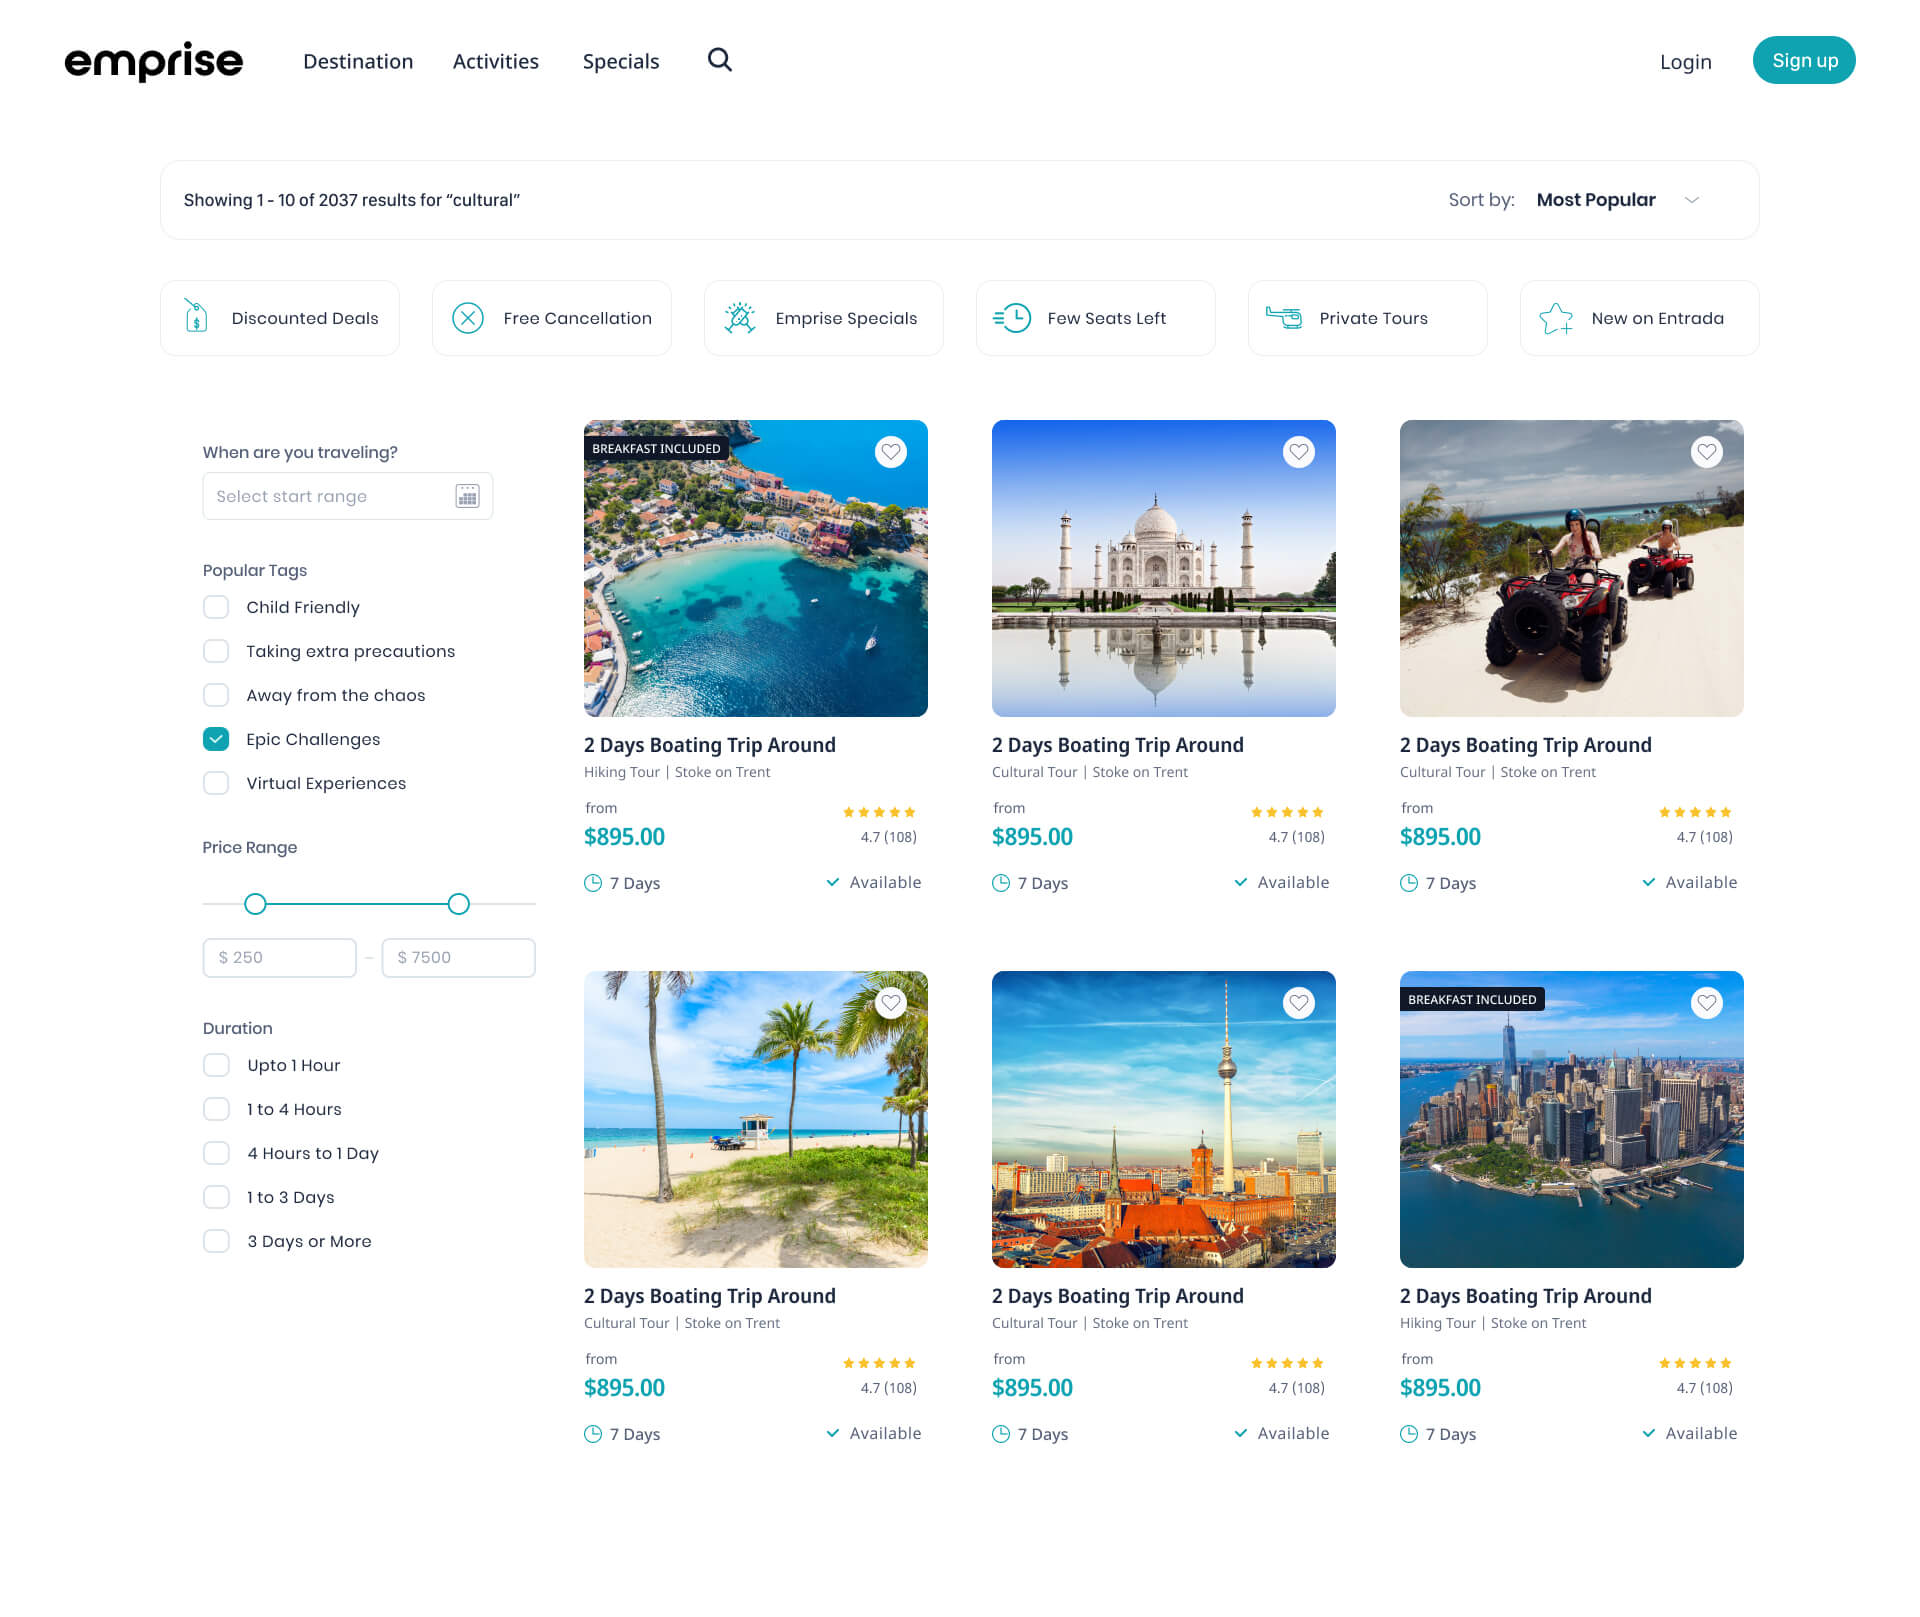 emprise
Destination
Activities
Specials
Login
Sign up
Showing 1 - 10 of 2037 results for “cultural”
Sort by: Most Popular
Discounted Deals
Free Cancellation
Emprise Specials
Few Seats Left
Private Tours
New on Entrada
When are you traveling?
Select start range
Popular Tags
Child Friendly
Taking extra precautions
Away from the chaos
Epic Challenges
Virtual Experiences
Price Range
$ 250 – $ 7500
Duration
Upto 1 Hour
1 to 4 Hours
4 Hours to 1 Day
1 to 3 Days
3 Days or More
BREAKFAST INCLUDED
2 Days Boating Trip Around
Hiking Tour | Stoke on Trent
from
$895.00
4.7 (108)
7 Days
Available
2 Days Boating Trip Around
Cultural Tour | Stoke on Trent
from
$895.00
4.7 (108)
7 Days
Available
2 Days Boating Trip Around
Cultural Tour | Stoke on Trent
from
$895.00
4.7 (108)
7 Days
Available
2 Days Boating Trip Around
Cultural Tour | Stoke on Trent
from
$895.00
4.7 (108)
7 Days
Available
2 Days Boating Trip Around
Cultural Tour | Stoke on Trent
from
$895.00
4.7 (108)
7 Days
Available
BREAKFAST INCLUDED
2 Days Boating Trip Around
Hiking Tour | Stoke on Trent
from
$895.00
4.7 (108)
7 Days
Available